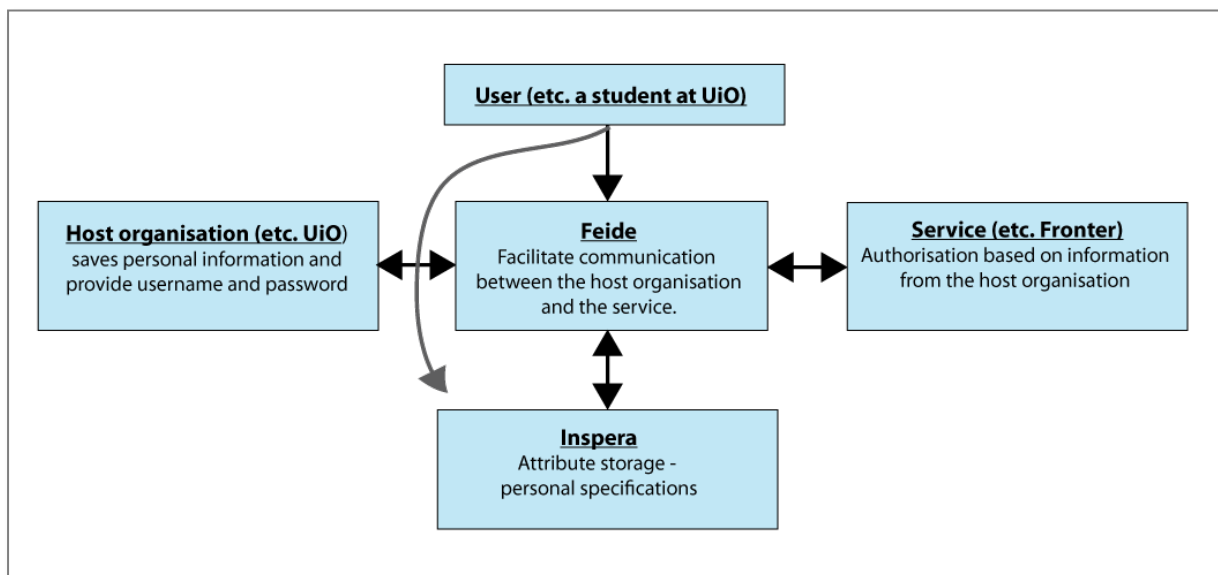 User (etc. a student at UiO)
Host organisation (etc. UiO)
saves personal information and
provide username and password
Feide
Facilitate communication
between the host organisation
and the service.
Service (etc. Fronter)
Authorisation based on information
from the host organisation
Inspera
Attribute storage -
personal specifications